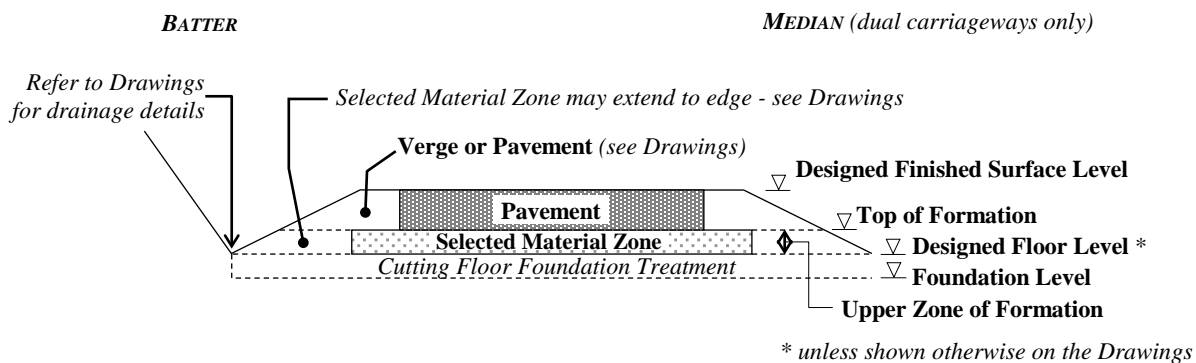 BATTER
MEDIAN (dual carriageways only)
Refer to Drawings
for drainage details
Selected Material Zone may extend to edge - see Drawings
Verge or Pavement (see Drawings)
Designed Finished Surface Level
Pavement
Top of Formation
Selected Material Zone
Designed Floor Level *
Cutting Floor Foundation Treatment
Foundation Level
Upper Zone of Formation
* unless shown otherwise on the Drawings